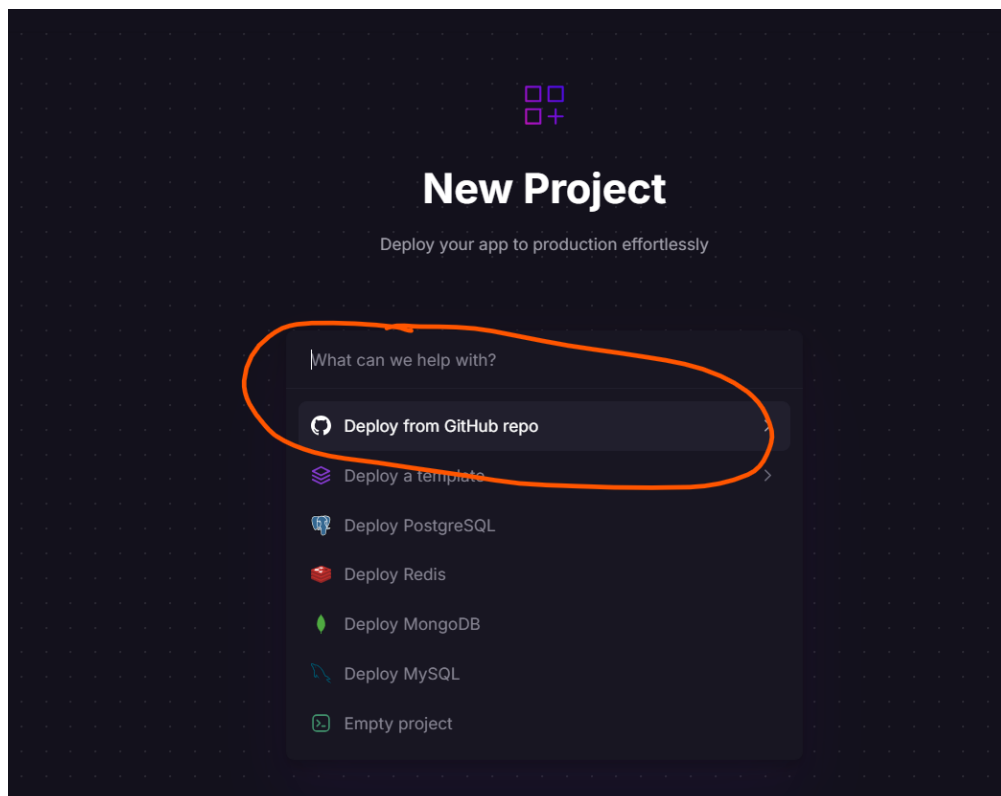 New Project
Deploy your app to production effortlessly
What can we help with?
Deploy from GitHub repo
Deploy a template
Deploy PostgreSQL
Deploy Redis
Deploy MongoDB
Deploy MySQL
Empty project